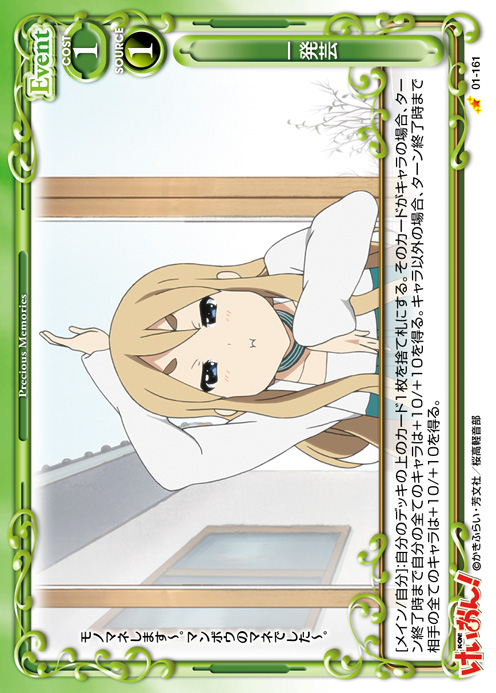 Precious Memories
Event
COST
1
SOURCE
1
一発芸
モノマネします〜。マンボウのマネでした〜。
[メイン/自分]:自分のデッキの上のカード1枚を捨て札にする。そのカードがキャラの場合、ター
ン終了時まで自分の全てのキャラは+10/+10を得る。キャラ以外の場合、ターン終了時まで
相手の全てのキャラは+10/+10を得る。
K-ON!
けいおん!
©かきふらい・芳文社/桜高軽音部
01-161